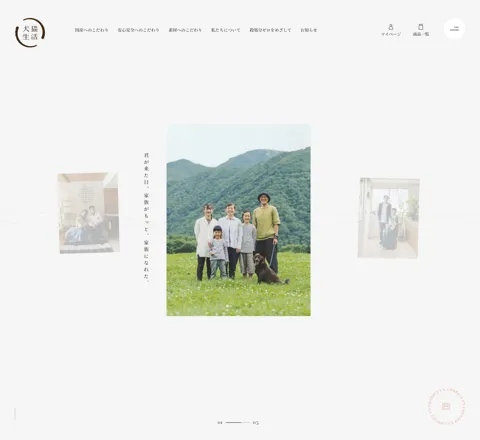 犬猫
生活
国産へのこだわり
安心安全へのこだわり
素材へのこだわり
私たちについて
殺処分ゼロをめざして
お知らせ
マイページ
商品一覧
君が来た日、家族がもっと、家族になれた。
03